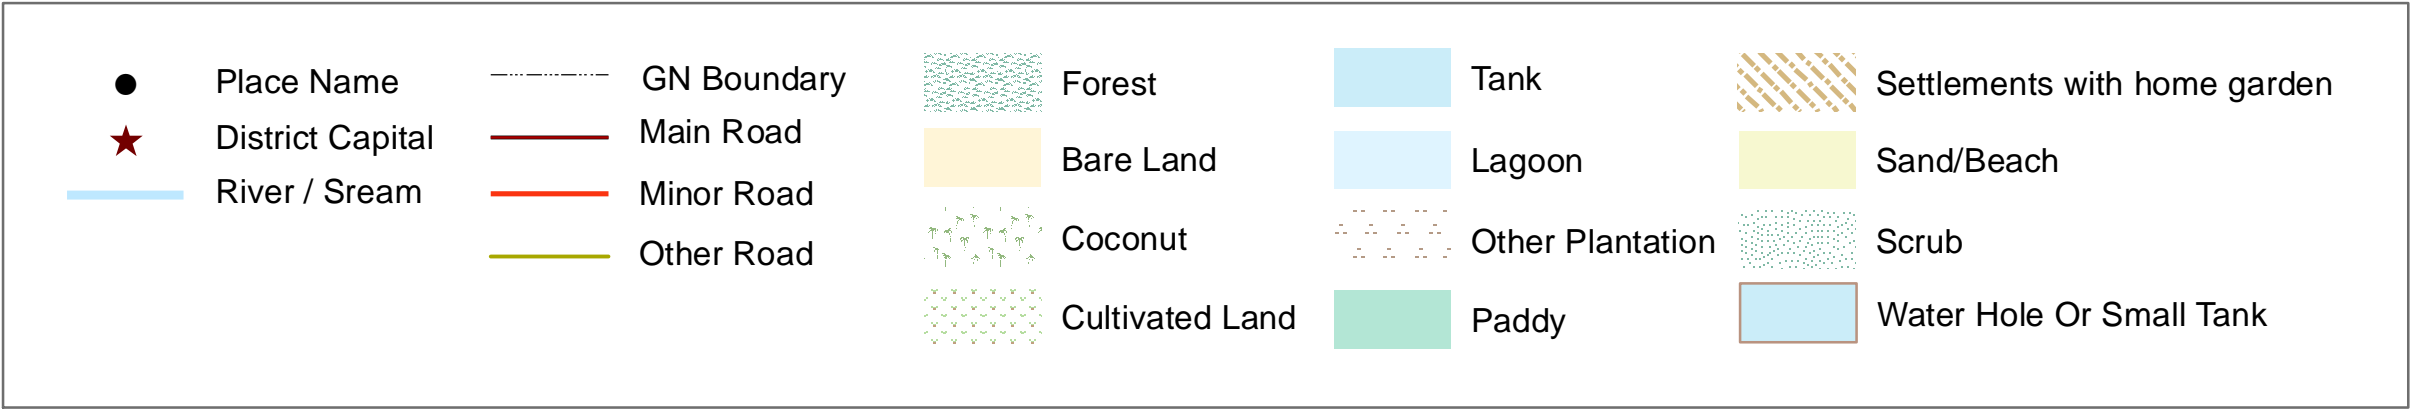 Place Name
District Capital
River / Sream
GN Boundary
Main Road
Minor Road
Other Road
Forest
Bare Land
Coconut
Cultivated Land
Tank
Lagoon
Other Plantation
Paddy
Settlements with home garden
Sand/Beach
Scrub
Water Hole Or Small Tank